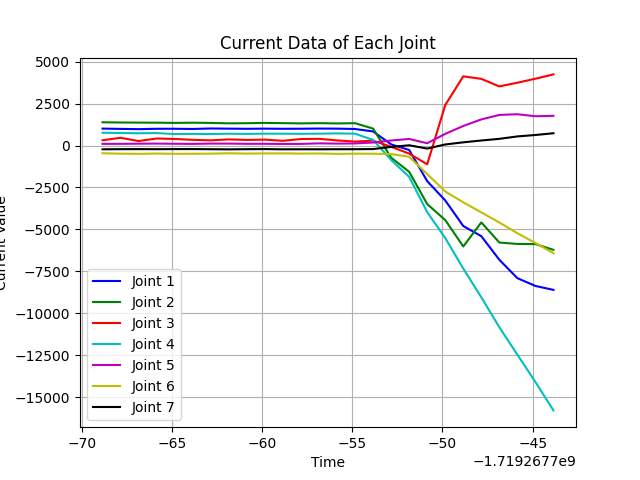 Current Data of Each Joint
5000
2500
0
−2500
−5000
−7500
−10000
−12500
−15000
Current Value
Joint 1
Joint 2
Joint 3
Joint 4
Joint 5
Joint 6
Joint 7
−70
−65
−60
−55
−50
−45
Time
−1.7192677e9